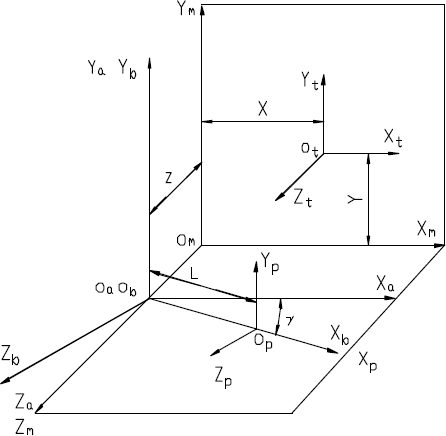 Ym
Ya Yb
Yt
X
Xt
Ot
Z
Zt
Y
Xm
Om
Yp
L
Oa Ob
Xa
γ
Op
Xb
Zb
Xp
Zp
Za
Zm